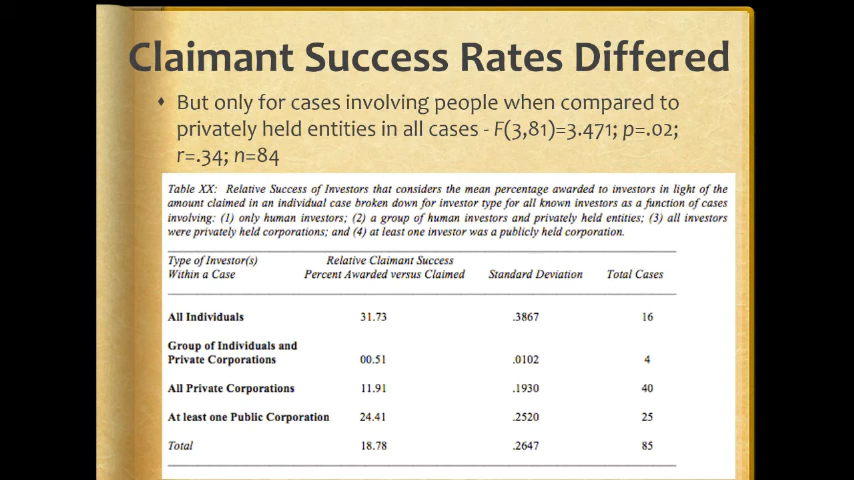 Claimant Success Rates Differed
♦ But only for cases involving people when compared to
privately held entities in all cases - F(3,81)=3.471; p=.02;
r=.34; n=84
Table XX: Relative Success of Investors that considers the mean percentage awarded to investors in light of the
amount claimed in an individual case broken down for investor type for all known investors as a function of cases
involving: (1) only human investors; (2) a group of human investors and privately held entities; (3) all investors
were privately held corporations; and (4) at least one investor was a publicly held corporation.
Type of Investor(s) Relative Claimant Success
Within a Case Percent Awarded versus Claimed Standard Deviation Total Cases
All Individuals 31.73 .3867 16
Group of Individuals and
Private Corporations 00.51 .0102 4
All Private Corporations 11.91 .1930 40
At least one Public Corporation 24.41 .2520 25
Total 18.78 .2647 85